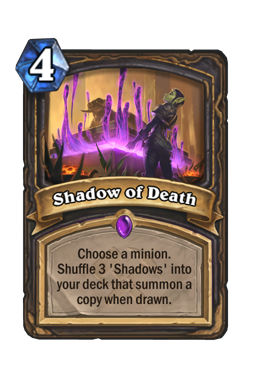 4
Shadow of Death
Choose a minion.
Shuffle 3 'Shadows' into
your deck that summon a
copy when drawn.